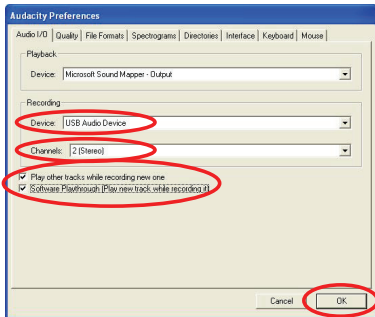 Audacity Preferences
Audio I/O Quality File Formats Spectrograms Directories Interface Keyboard Mouse
Playback
Device: Microsoft Sound Mapper - Output
Recording
Device: USB Audio Device
Channels: 2 (Stereo)
Play other tracks while recording new one
Software Playthrough (Play new track while recording it)
Cancel OK